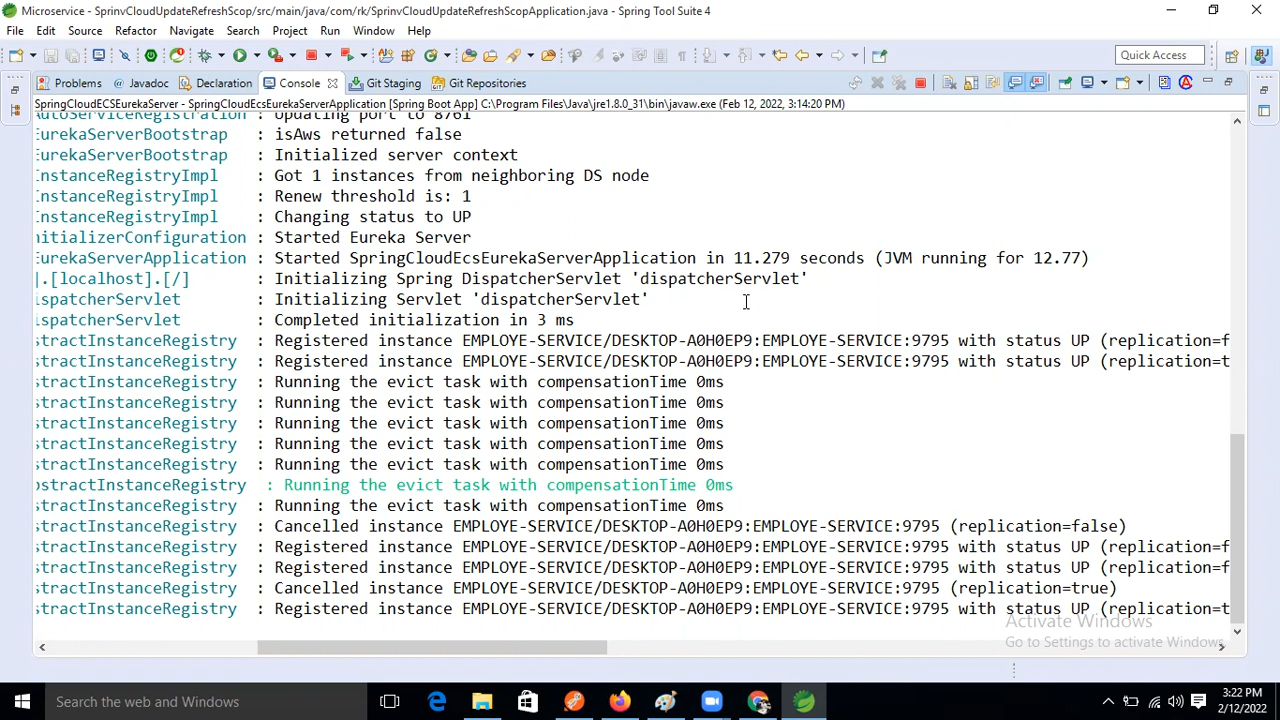 Microservice - SprinvCloudUpdateRefreshScop/src/main/java/com/rk/SprinvCloudUpdateRefreshScopApplication.java - Spring Tool Suite 4
File Edit Source Refactor Navigate Search Project Run Window Help
Quick Access
Problems @ Javadoc Declaration Console Git Staging Git Repositories
SpringCloudECSEurekaServer - SpringCloudEcsEurekaServerApplication [Spring Boot App] C:\Program Files\Java\jre1.8.0_31\bin\javaw.exe (Feb 12, 2022, 3:14:20 PM)
AutoServiceRegistration : Updating port to 8761
EurekaServerBootstrap : isAws returned false
EurekaServerBootstrap : Initialized server context
InstanceRegistryImpl : Got 1 instances from neighboring DS node
InstanceRegistryImpl : Renew threshold is: 1
InstanceRegistryImpl : Changing status to UP
nitializerConfiguration : Started Eureka Server
EurekaServerApplication : Started SpringCloudEcsEurekaServerApplication in 11.279 seconds (JVM running for 12.77)
].[localhost].[/] : Initializing Spring DispatcherServlet 'dispatcherServlet'
ispatcherServlet : Initializing Servlet 'dispatcherServlet'
ispatcherServlet : Completed initialization in 3 ms
stractInstanceRegistry : Registered instance EMPLOYE-SERVICE/DESKTOP-A0H0EP9:EMPLOYE-SERVICE:9795 with status UP (replication=f
stractInstanceRegistry : Registered instance EMPLOYE-SERVICE/DESKTOP-A0H0EP9:EMPLOYE-SERVICE:9795 with status UP (replication=t
stractInstanceRegistry : Running the evict task with compensationTime 0ms
stractInstanceRegistry : Running the evict task with compensationTime 0ms
stractInstanceRegistry : Running the evict task with compensationTime 0ms
stractInstanceRegistry : Running the evict task with compensationTime 0ms
stractInstanceRegistry : Running the evict task with compensationTime 0ms
bstractInstanceRegistry : Running the evict task with compensationTime 0ms
stractInstanceRegistry : Running the evict task with compensationTime 0ms
stractInstanceRegistry : Cancelled instance EMPLOYE-SERVICE/DESKTOP-A0H0EP9:EMPLOYE-SERVICE:9795 (replication=false)
stractInstanceRegistry : Registered instance EMPLOYE-SERVICE/DESKTOP-A0H0EP9:EMPLOYE-SERVICE:9795 with status UP (replication=f
stractInstanceRegistry : Registered instance EMPLOYE-SERVICE/DESKTOP-A0H0EP9:EMPLOYE-SERVICE:9795 with status UP (replication=f
stractInstanceRegistry : Cancelled instance EMPLOYE-SERVICE/DESKTOP-A0H0EP9:EMPLOYE-SERVICE:9795 (replication=true)
stractInstanceRegistry : Registered instance EMPLOYE-SERVICE/DESKTOP-A0H0EP9:EMPLOYE-SERVICE:9795 with status UP (replication=t
Activate Windows
Go to Settings to activate Windows.
Search the web and Windows
3:22 PM
2/12/2022